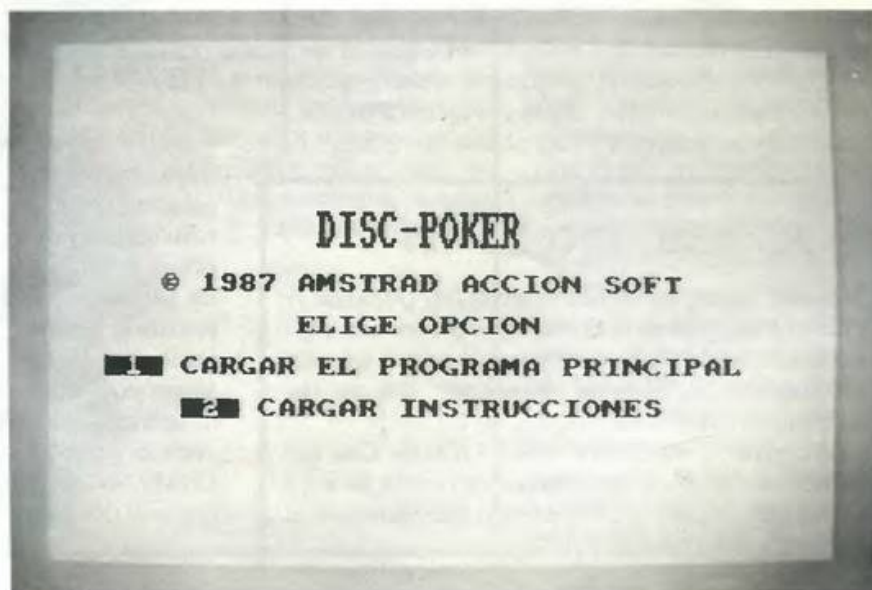 DISC-POKER
© 1987 AMSTRAD ACCION SOFT
ELIGE OPCION
1 CARGAR EL PROGRAMA PRINCIPAL
2 CARGAR INSTRUCCIONES